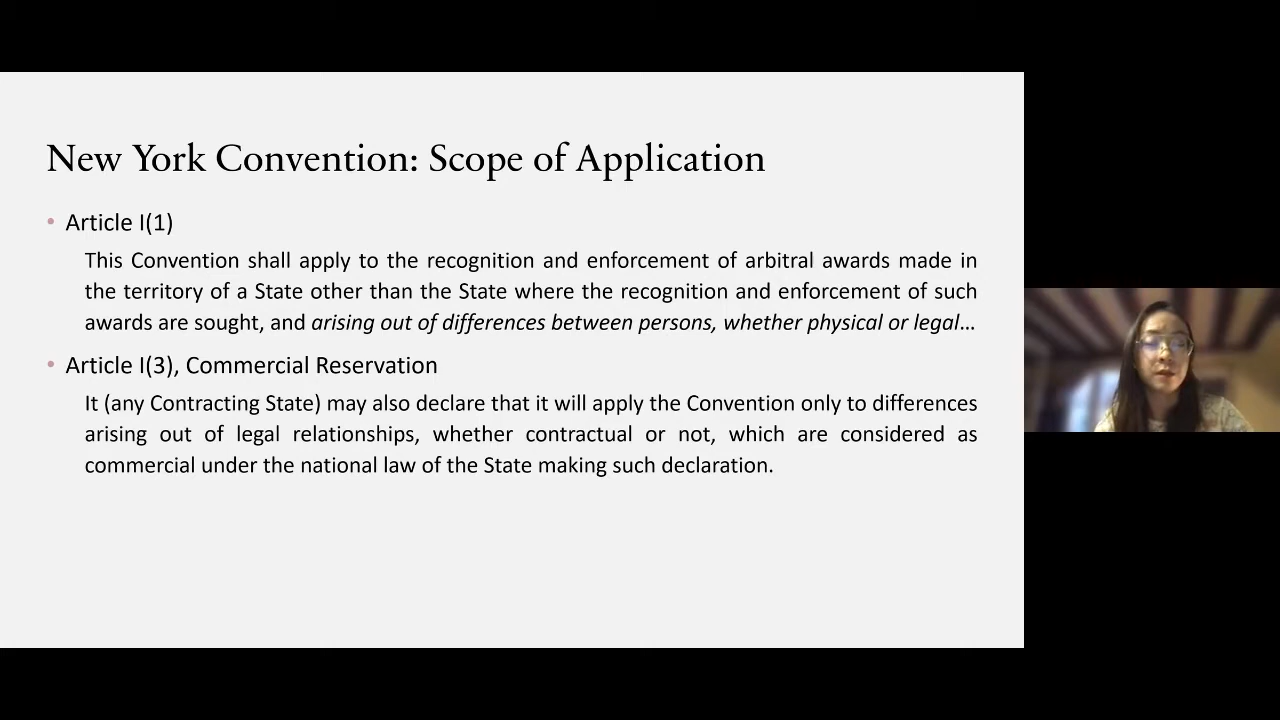 New York Convention: Scope of Application
• Article I(1)
This Convention shall apply to the recognition and enforcement of arbitral awards made in
the territory of a State other than the State where the recognition and enforcement of such
awards are sought, and arising out of differences between persons, whether physical or legal…
• Article I(3), Commercial Reservation
It (any Contracting State) may also declare that it will apply the Convention only to differences
arising out of legal relationships, whether contractual or not, which are considered as
commercial under the national law of the State making such declaration.